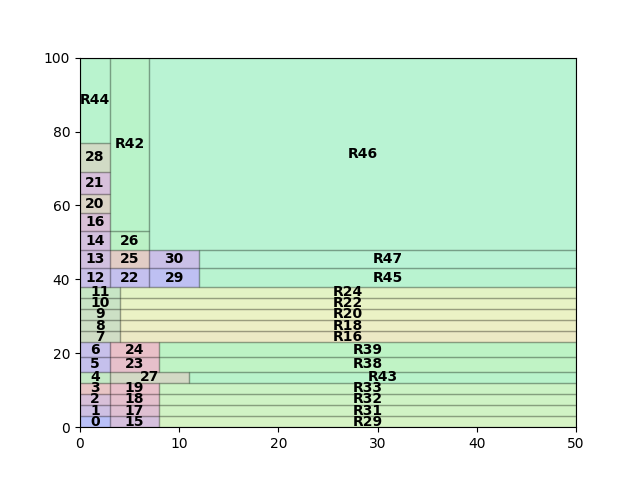 100
R44
R46
R42
80
28
21
60
20
16
14 26
13 25 30 R47
12 22 29 R45
40
11 R24
10 R22
9 R20
8 R18
7 R16
20
6 24 R39
5 23 R38
4 27 R43
3 19 R33
2 18 R32
1 17 R31
0 15 R29
0
0 10 20 30 40 50